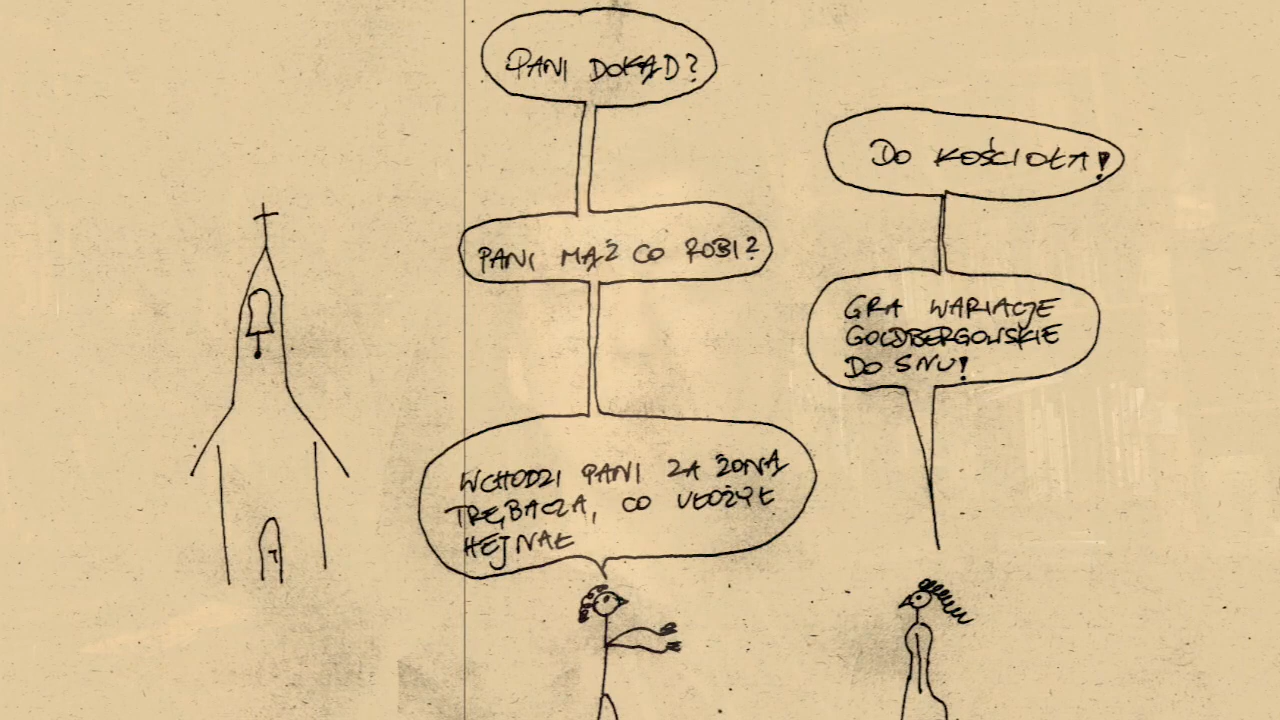 PANI DOKĄD?
DO KOŚCIOŁA!
PANI MĄŻ CO ROBI?
GRA WARIACJE
GOLDBERGOWSKIE
DO SNU!
WCHODZI PANI ZA ŻONĄ
TRĘBACZA, CO UŁOŻYŁ
HEJNAŁ